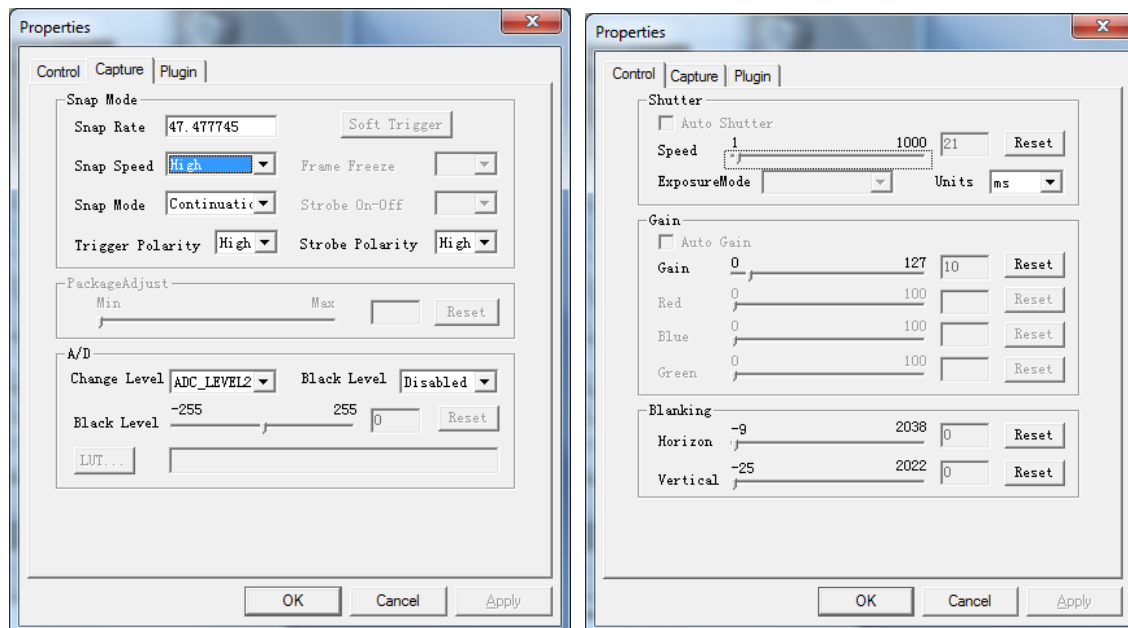 Properties
Control Capture Plugin
Snap Mode
Snap Rate 47.477745 Soft Trigger
Snap Speed High Frame Freeze
Snap Mode Continuatic Strobe On-Off
Trigger Polarity High Strobe Polarity High
PackageAdjust
Min Max
Reset
A/D
Change Level ADC_LEVEL2 Black Level Disabled
-255 255
Black Level 0 Reset
LUT...
OK Cancel Apply
Properties
Control Capture Plugin
Shutter
Auto Shutter
1 1000
Speed 21 Reset
ExposureMode Units ms
Gain
Auto Gain
0 127
Gain 10 Reset
0 100
Red Reset
0 100
Blue Reset
0 100
Green Reset
Blanking
-9 2038
Horizon 0 Reset
-25 2022
Vertical 0 Reset
OK Cancel Apply